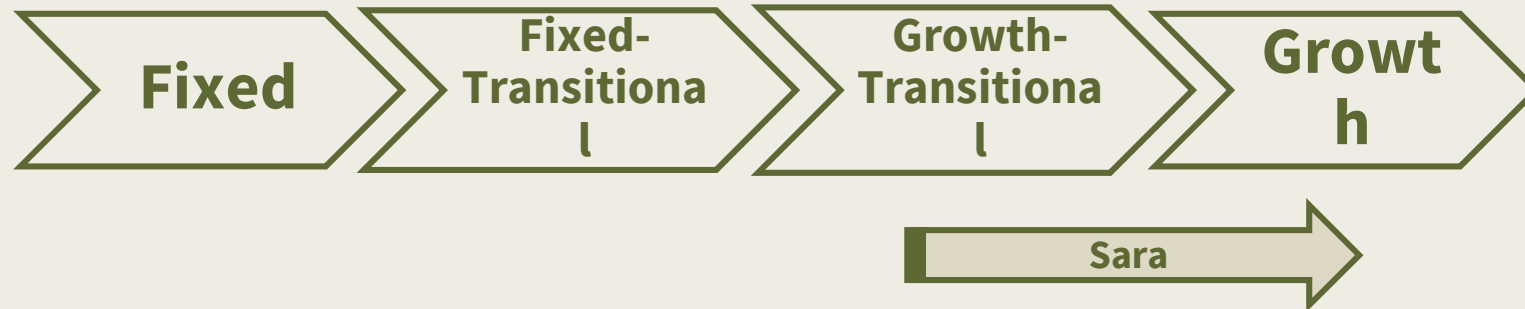 Fixed
Fixed-
Transitiona
l
Growth-
Transitiona
l
Growt
h
Sara